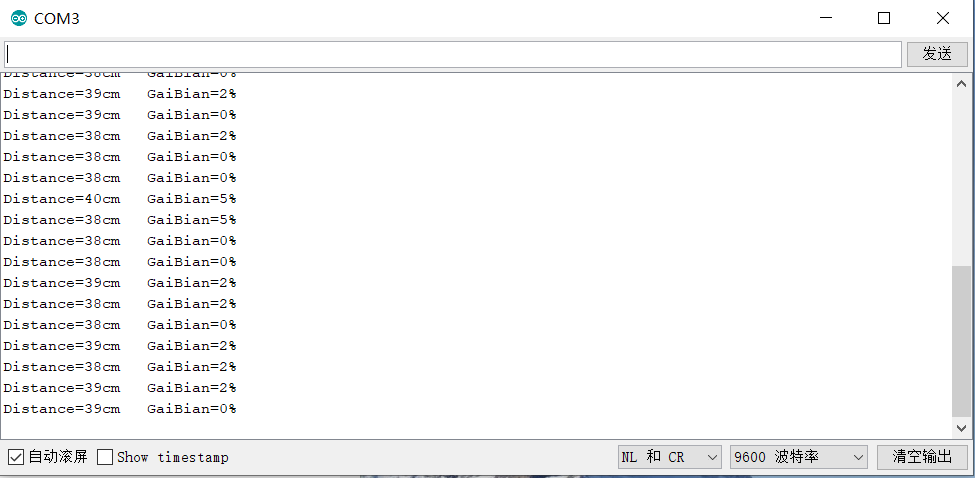 COM3
发送
Distance=38cm   GaiBian=0%
Distance=39cm   GaiBian=2%
Distance=39cm   GaiBian=0%
Distance=38cm   GaiBian=2%
Distance=38cm   GaiBian=0%
Distance=38cm   GaiBian=0%
Distance=40cm   GaiBian=5%
Distance=38cm   GaiBian=5%
Distance=38cm   GaiBian=0%
Distance=38cm   GaiBian=0%
Distance=39cm   GaiBian=2%
Distance=38cm   GaiBian=2%
Distance=38cm   GaiBian=0%
Distance=39cm   GaiBian=2%
Distance=38cm   GaiBian=2%
Distance=39cm   GaiBian=2%
Distance=39cm   GaiBian=0%
自动滚屏 Show timestamp NL 和 CR 9600 波特率 清空输出